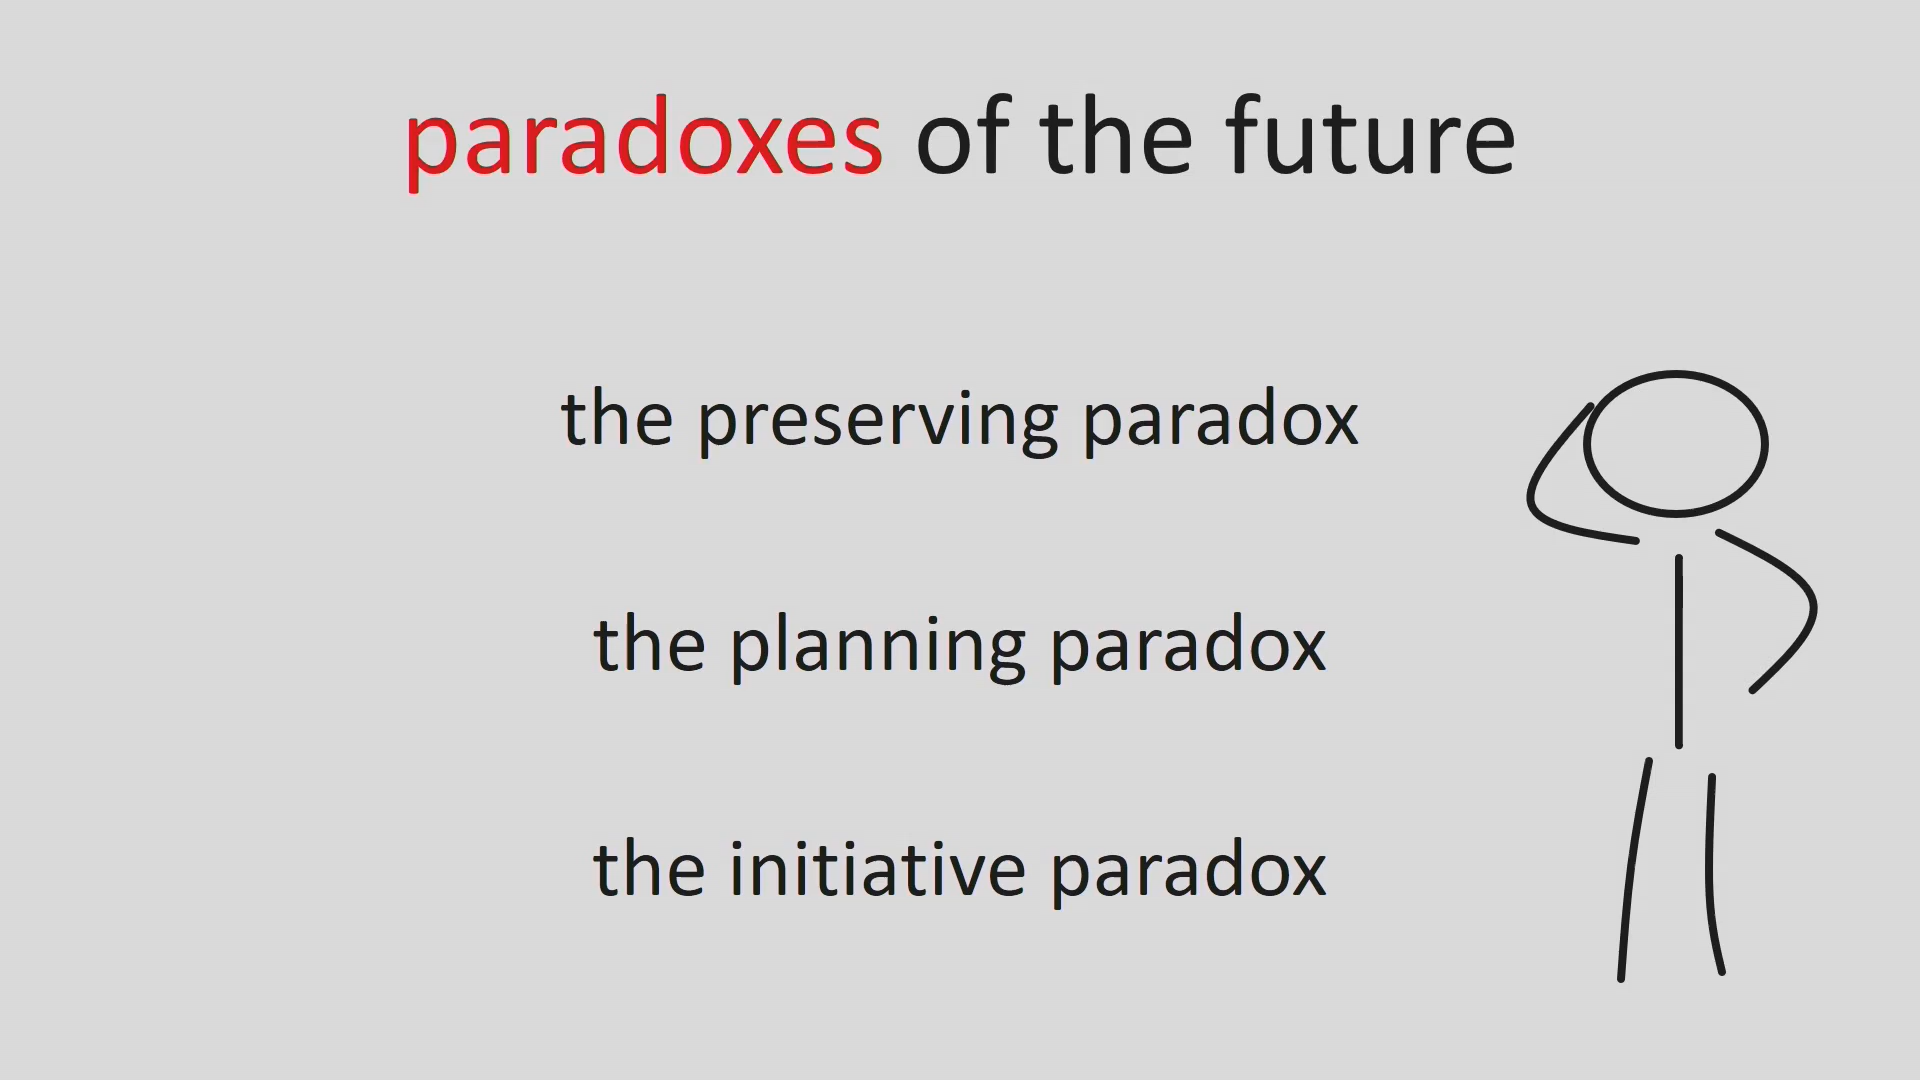 paradoxes of the future
the preserving paradox
the planning paradox
the initiative paradox